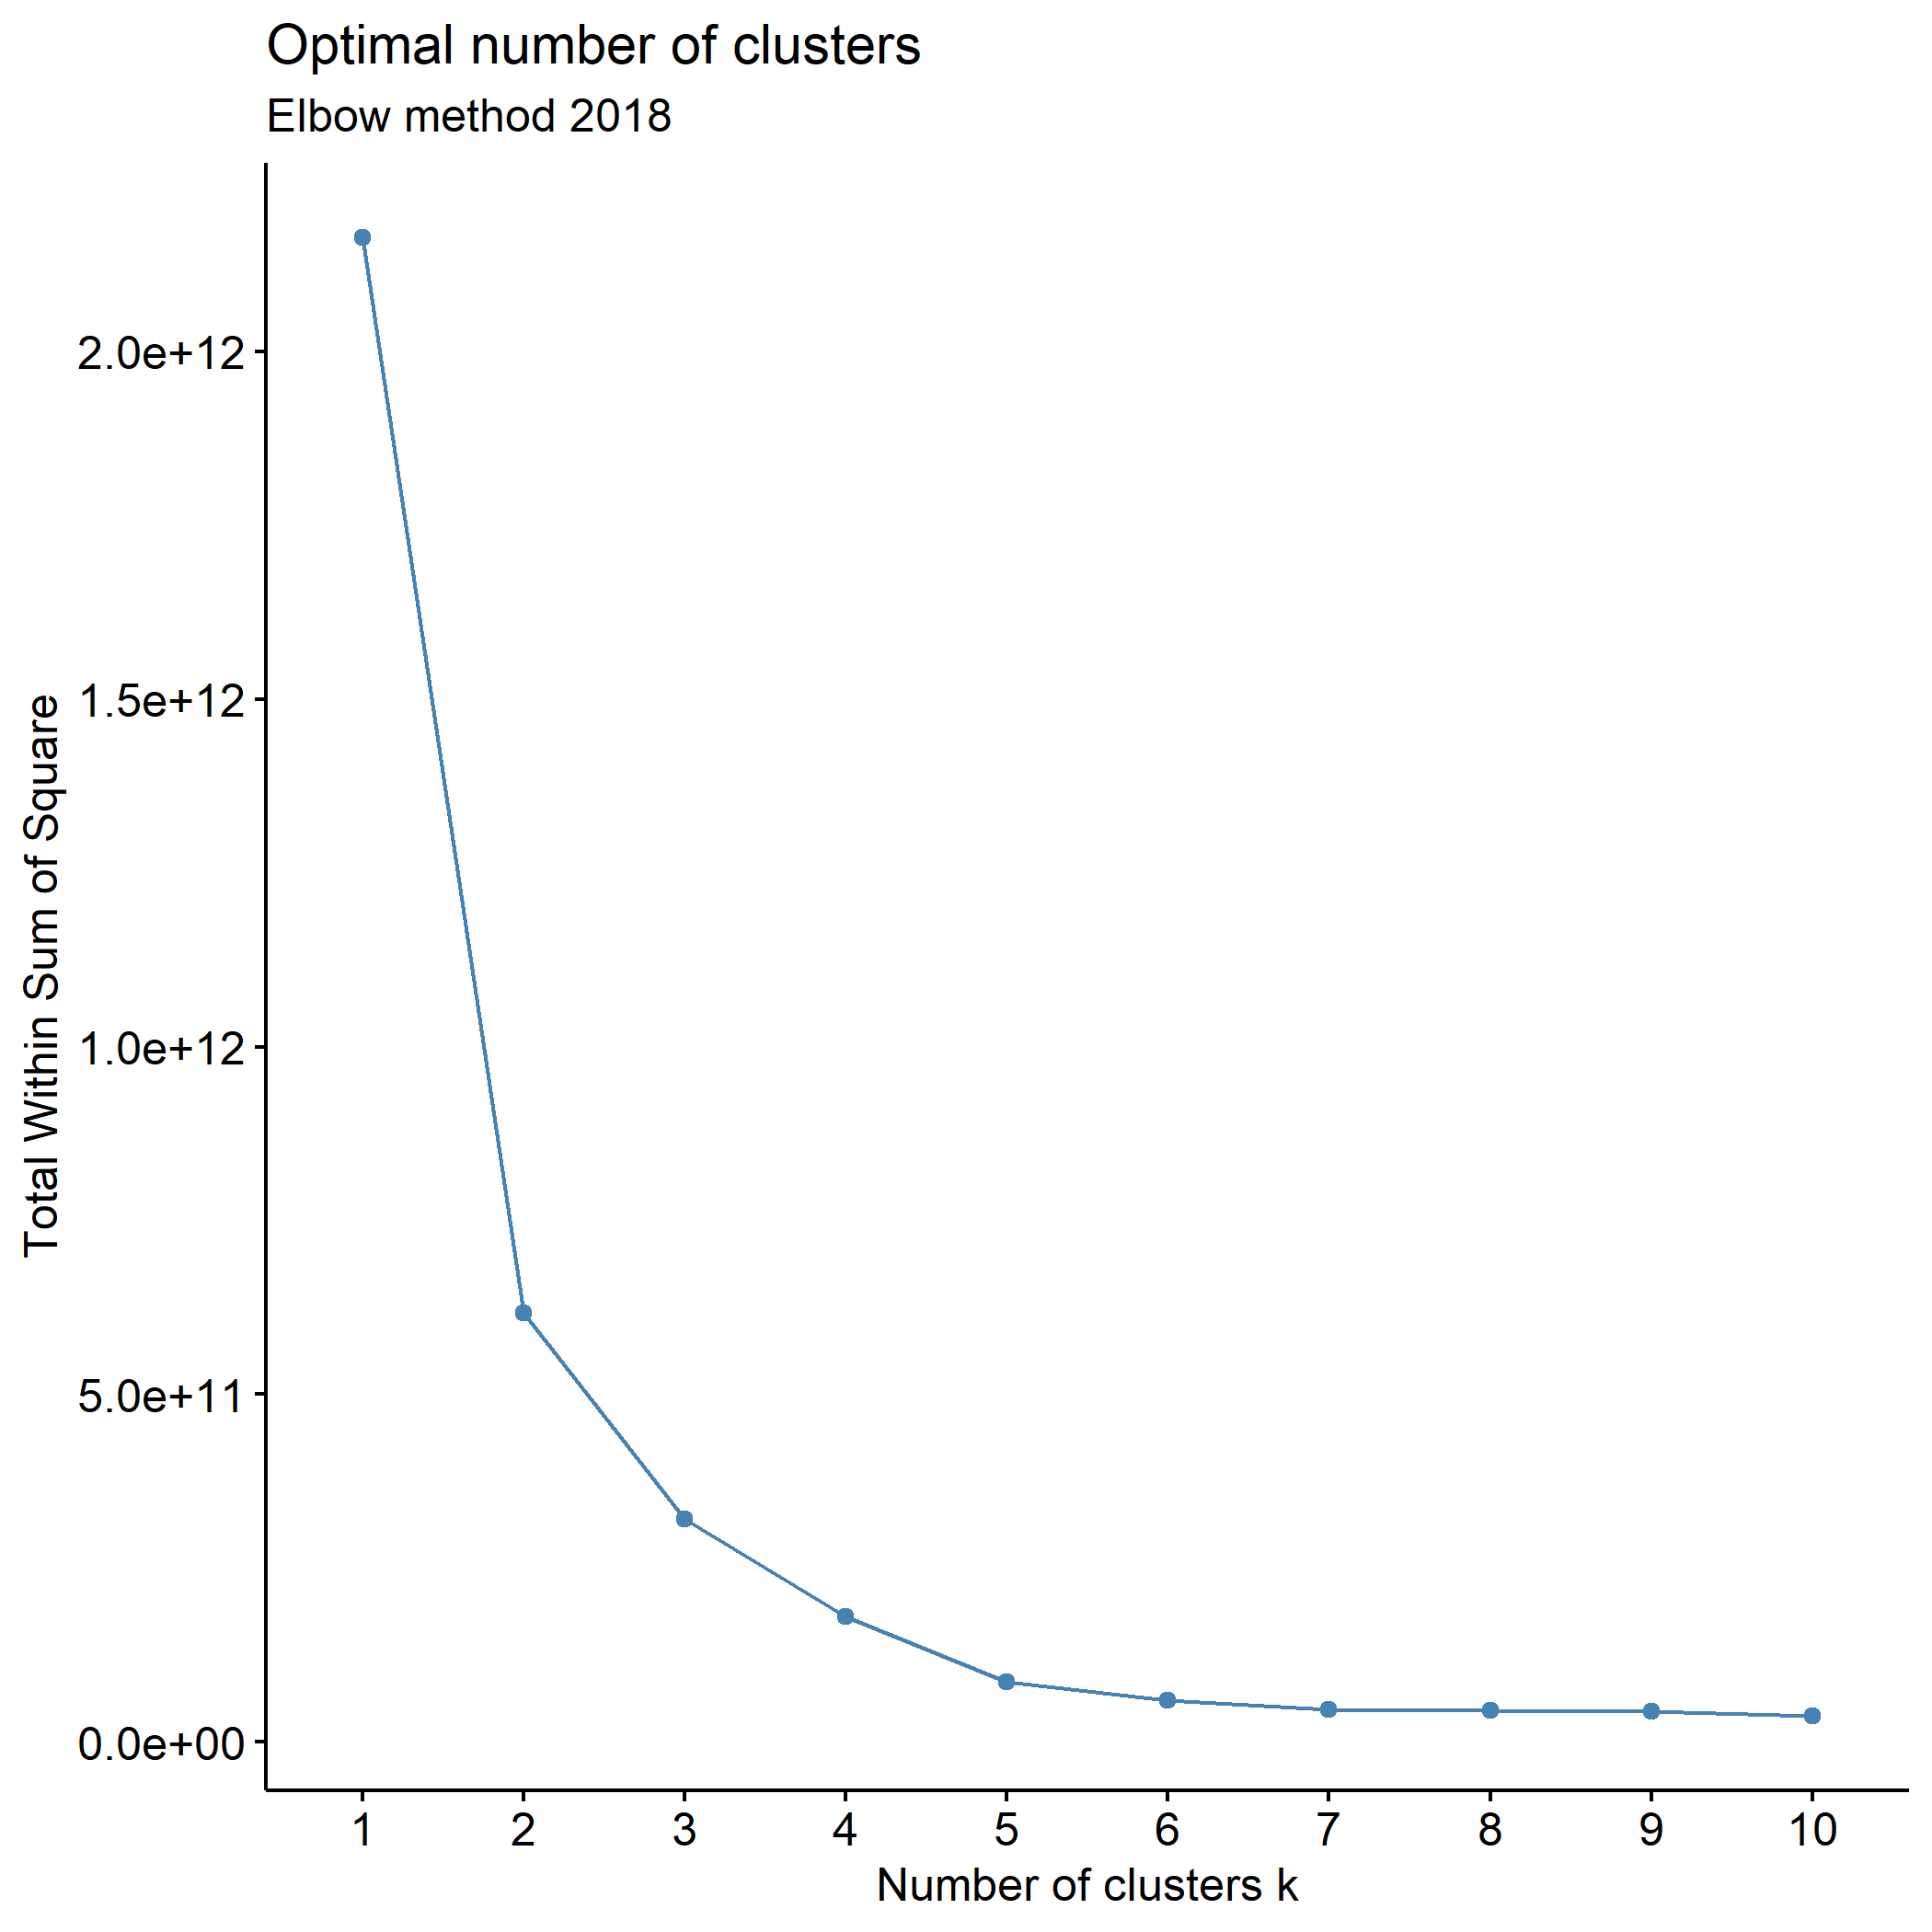 Optimal number of clusters
Elbow method 2018
Total Within Sum of Square
2.0e+12
1.5e+12
1.0e+12
5.0e+11
0.0e+00
1 2 3 4 5 6 7 8 9 10
Number of clusters k